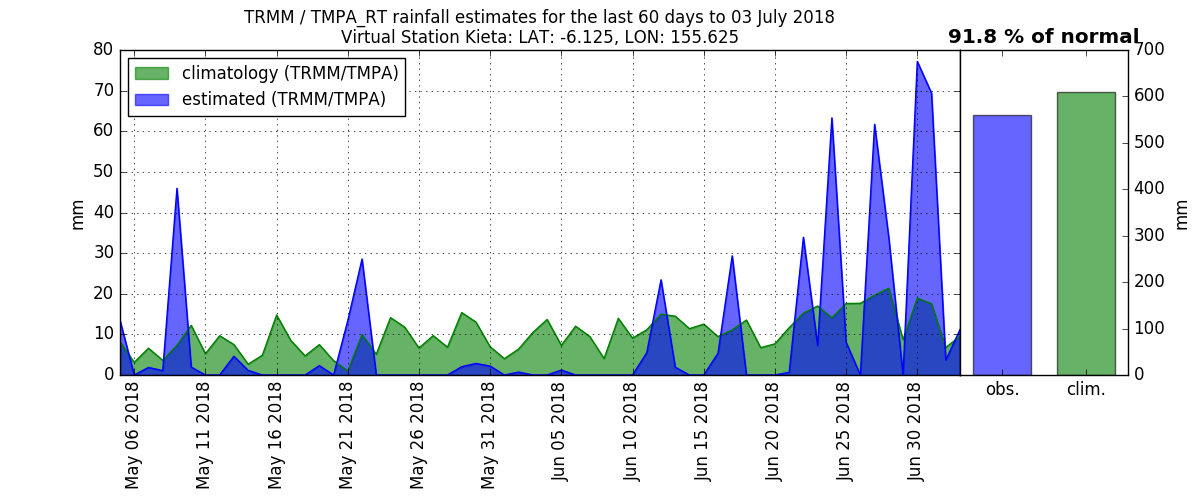 TRMM / TMPA_RT rainfall estimates for the last 60 days to 03 July 2018
Virtual Station Kieta: LAT: -6.125, LON: 155.625
91.8 % of normal
climatology (TRMM/TMPA)
estimated (TRMM/TMPA)
mm
80
70
60
50
40
30
20
10
0
May 06 2018
May 11 2018
May 16 2018
May 21 2018
May 26 2018
May 31 2018
Jun 05 2018
Jun 10 2018
Jun 15 2018
Jun 20 2018
Jun 25 2018
Jun 30 2018
obs.
clim.
700
600
500
400
300
200
100
0
mm